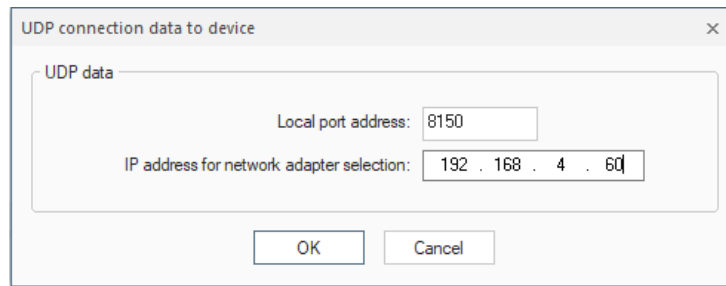 UDP connection data to device
UDP data
Local port address: 8150
IP address for network adapter selection: 192 . 168 . 4 . 60
OK Cancel